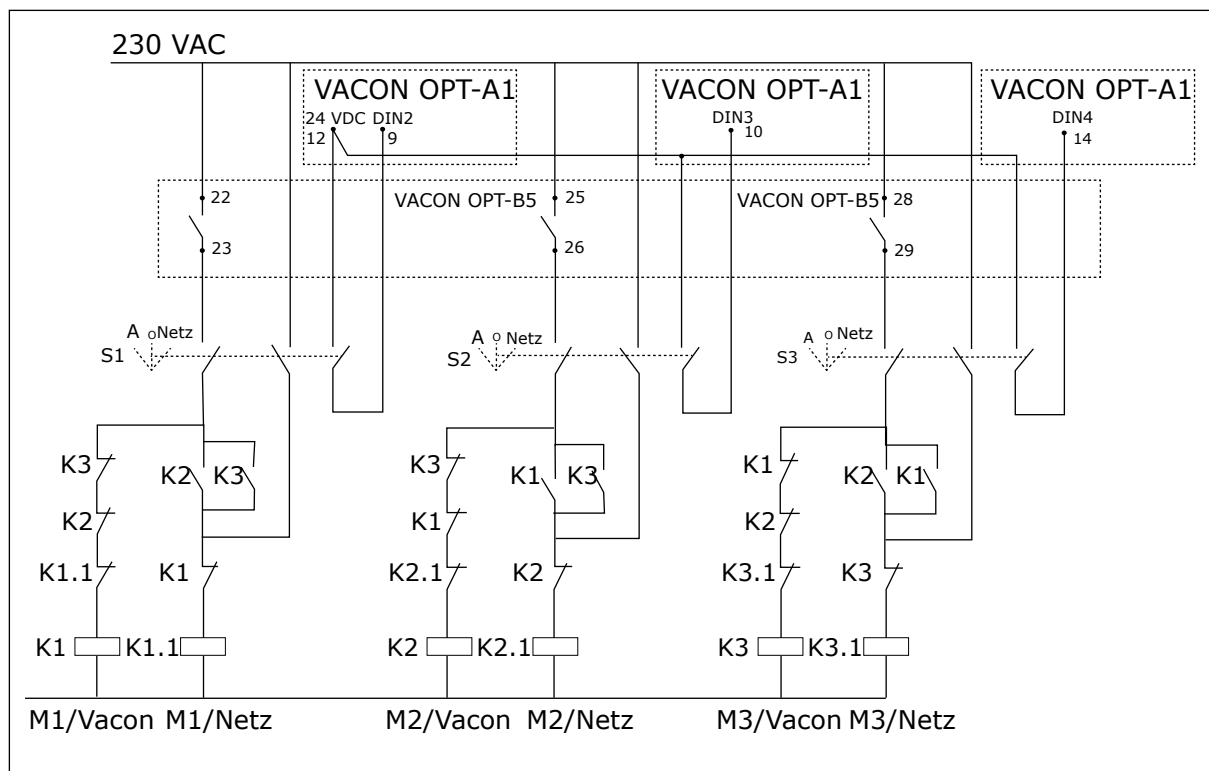 230 VAC
VACON OPT-A1 VACON OPT-A1 VACON OPT-A1
24 VDC DIN2 DIN3 DIN4
12 9 10 14
22 VACON OPT-B5 25 VACON OPT-B5 28
23 26 29
A O Netz A O Netz A O Netz
S1 S2 S3
K3 K2 K3 K3 K1 K3 K1 K2 K1
K2 K1 K2
K1.1 K1 K2.1 K2 K3.1 K3
K1 K1.1 K2 K2.1 K3 K3.1
M1/Vacon M1/Netz M2/Vacon M2/Netz M3/Vacon M3/Netz